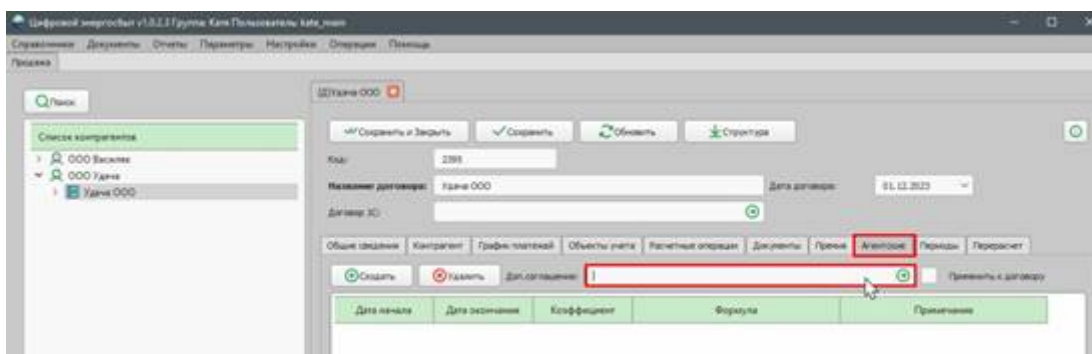 Цифровой энергосбыт v1.0.2.3 Группа: Катя Пользователь: kate_main
Справочники Документы Отчеты Параметры Настройки Операции Помощь
Продажа
Поиск
[Д]Удача ООО
Список контрагентов
Сохранить и Закрыть Сохранить Обновить Структура
ООО Василек
Код: 2393
ООО Удача
Удача ООО
Название договора: Удача ООО Дата договора: 01.12.2023
Договор 1С:
Общие сведения Контрагент График платежей Объекты учета Расчетные операции Документы Прочее Агентские Периоды Перерасчет
Создать Удалить Доп.соглашение: Применить к договору
Дата начала Дата окончания Коэффициент Формула Примечание